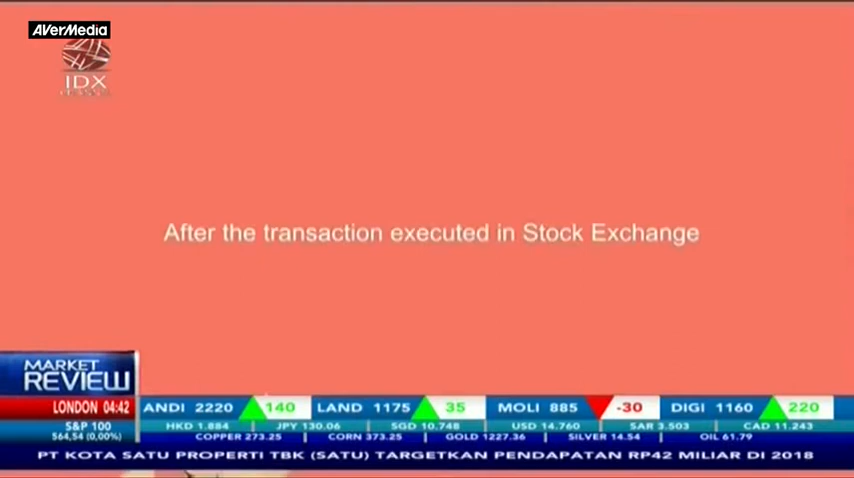 AVerMedia
IDX
CHANNEL
After the transaction executed in Stock Exchange
MARKET
REVIEW
LONDON 04:42
ANDI 2220 140 LAND 1175 35 MOLI 885 -30 DIGI 1160 220
S&P 100
HKD 1.884 JPY 130.06 SGD 10.748 USD 14.760 SAR 3.503 CAD 11.243
564,54 (0,00%)
COPPER 273.25 CORN 373.25 GOLD 1227.36 SILVER 14.54 OIL 61.79
PT KOTA SATU PROPERTI TBK (SATU) TARGETKAN PENDAPATAN RP42 MILIAR DI 2018